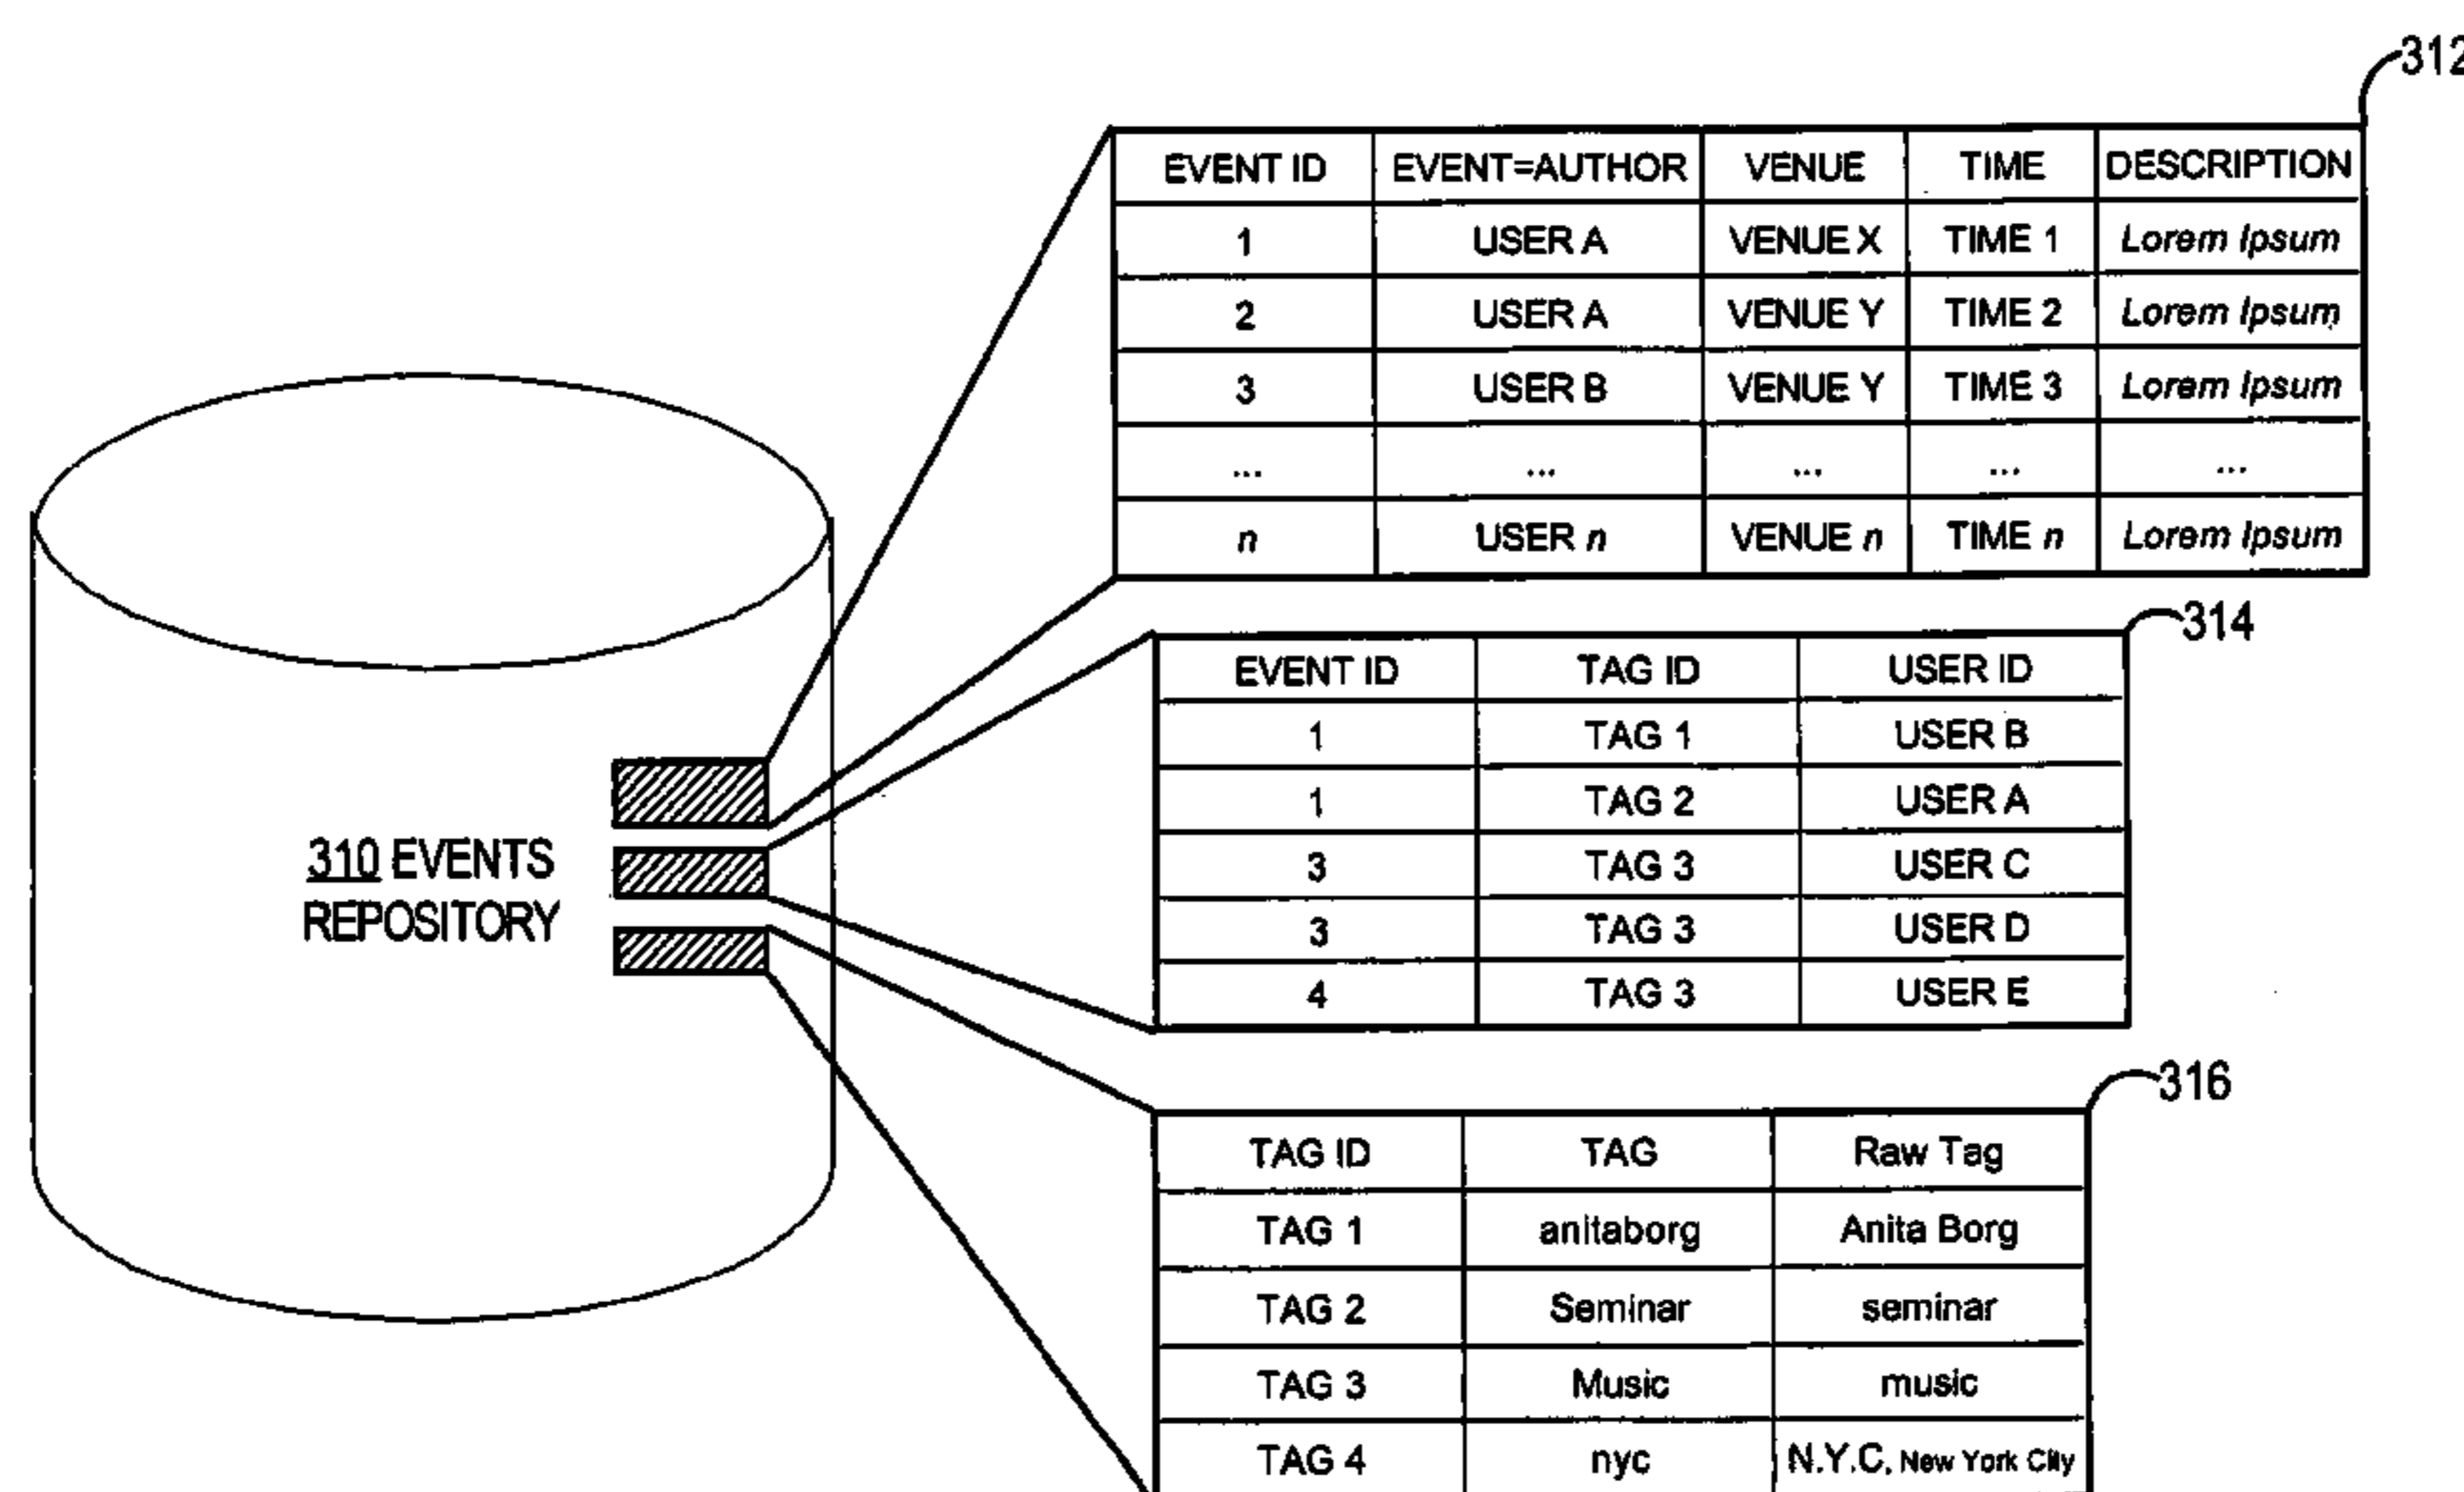 312
EVENT ID EVENT=AUTHOR VENUE TIME DESCRIPTION
1 USER A VENUE X TIME 1 Lorem Ipsum
2 USER A VENUE Y TIME 2 Lorem Ipsum
3 USER B VENUE Y TIME 3 Lorem Ipsum
... ... ... ... ...
n USER n VENUE n TIME n Lorem Ipsum
310 EVENTS
REPOSITORY
314
EVENT ID TAG ID USER ID
1 TAG 1 USER B
1 TAG 2 USER A
3 TAG 3 USER C
3 TAG 3 USER D
4 TAG 3 USER E
316
TAG ID TAG Raw Tag
TAG 1 anitaborg Anita Borg
TAG 2 Seminar seminar
TAG 3 Music music
TAG 4 nyc N.Y.C, New York City